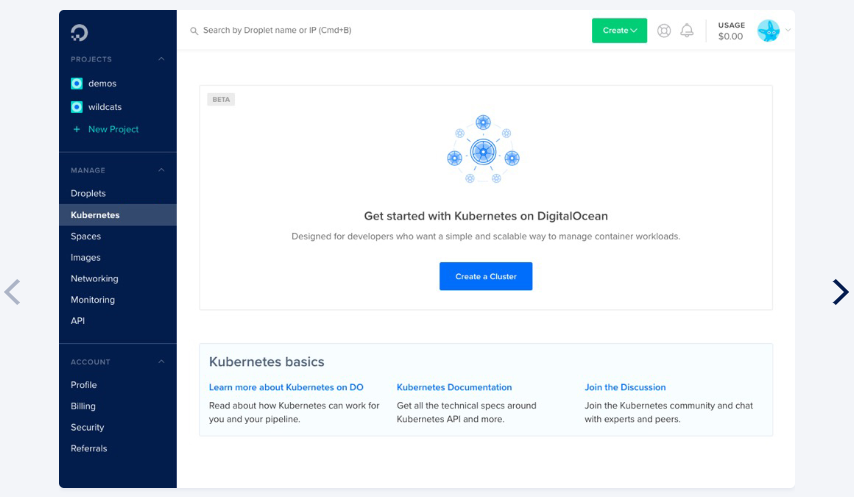 Search by Droplet name or IP (Cmd+B)
Create
USAGE
$0.00
PROJECTS
demos
wildcats
+ New Project
MANAGE
Droplets
Kubernetes
Spaces
Images
Networking
Monitoring
API
ACCOUNT
Profile
Billing
Security
Referrals
BETA
Get started with Kubernetes on DigitalOcean
Designed for developers who want a simple and scalable way to manage container workloads.
Create a Cluster
Kubernetes basics
Learn more about Kubernetes on DO
Read about how Kubernetes can work for
you and your pipeline.
Kubernetes Documentation
Get all the technical specs around
Kubernetes API and more.
Join the Discussion
Join the Kubernetes community and chat
with experts and peers.